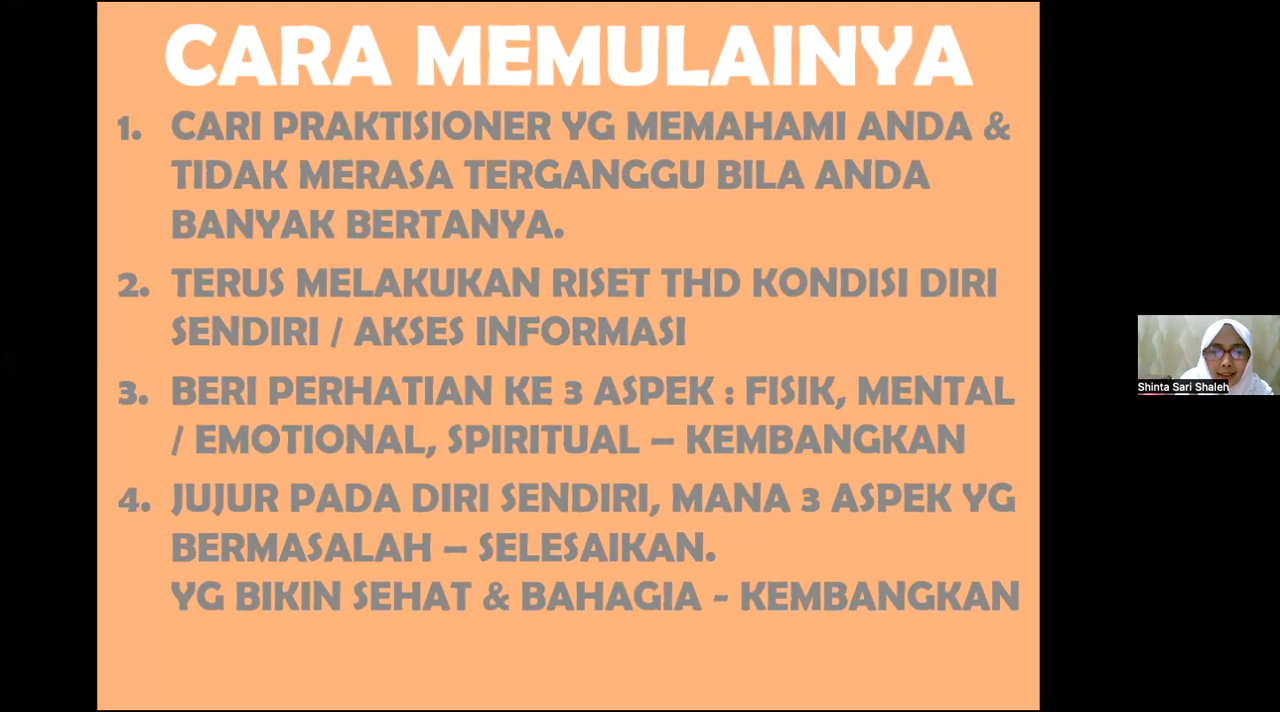 CARA MEMULAINYA
1. CARI PRAKTISIONER YG MEMAHAMI ANDA &
TIDAK MERASA TERGANGGU BILA ANDA
BANYAK BERTANYA.
2. TERUS MELAKUKAN RISET THD KONDISI DIRI
SENDIRI / AKSES INFORMASI
3. BERI PERHATIAN KE 3 ASPEK : FISIK, MENTAL
/ EMOTIONAL, SPIRITUAL – KEMBANGKAN
4. JUJUR PADA DIRI SENDIRI, MANA 3 ASPEK YG
BERMASALAH – SELESAIKAN.
YG BIKIN SEHAT & BAHAGIA - KEMBANGKAN
Shinta Sari Shaleh